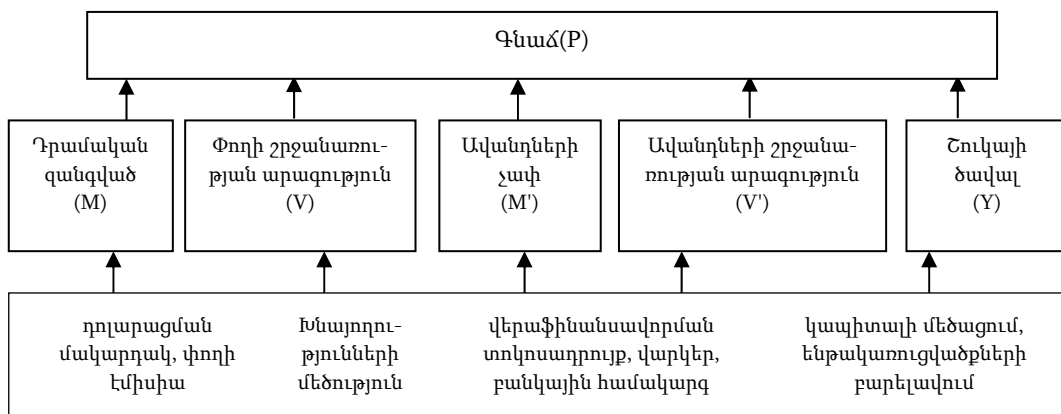 Գնաճ(P)
Դրամական
զանգված
(M)
Փողի շրջանառու-
թյան արագություն
(V)
Ավանդների
չափ
(M')
Ավանդների շրջանա-
ռության արագություն
(V')
Շուկայի
ծավալ
(Y)
դոլարացման
մակարդակ, փողի
էմիսիա
Խնայողու-
թյունների
մեծություն
վերաֆինանսավորման
տոկոսադրույք, վարկեր,
բանկային համակարգ
կապիտալի մեծացում,
ենթակառուցվածքների
բարելավում